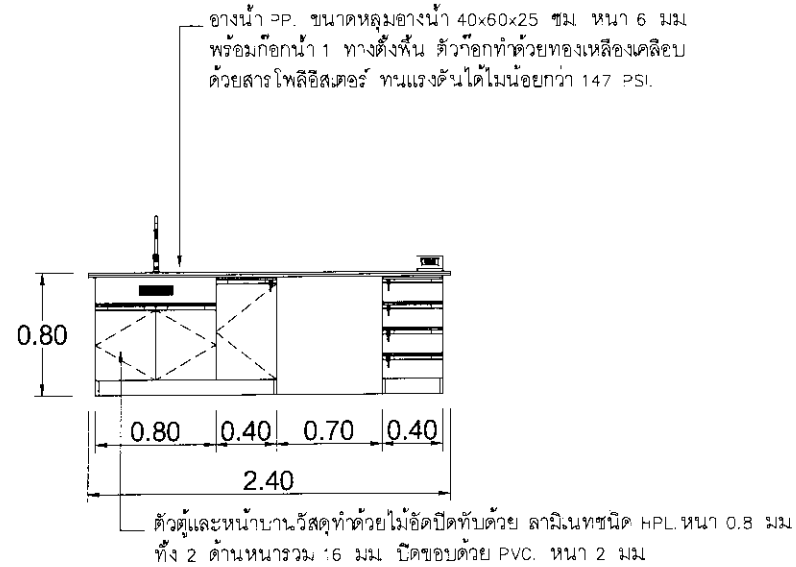 อ่างน้ำ PP. ขนาดหลุมอ่างน้ำ 40x60x25 ซม. หนา 6 มม.
พร้อมก๊อกน้ำ 1 ทางตั้งพื้น ตัวก๊อกทำด้วยทองเหลืองเคลือบ
ด้วยสารโพลีอีสเตอร์ ทนแรงดันได้ไม่น้อยกว่า 147 PSI.
0.80
0.80 0.40 0.70 0.40
2.40
ตัวตู้และหน้าบานวัสดุทำด้วยไม้อัดปิดทับด้วย ลามิเนทชนิด HPL. หนา 0.8 มม.
ทั้ง 2 ด้านหนารวม 16 มม. ปิดขอบด้วย PVC. หนา 2 มม.